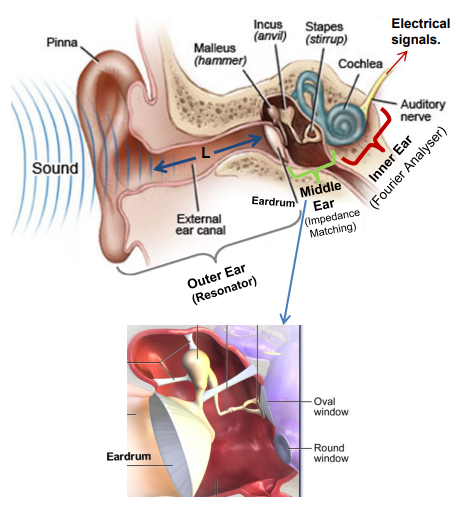 Electrical
signals.
Incus
(anvil)
Stapes
(stirrup)
Pinna
Malleus
(hammer)
Cochlea
Auditory
nerve
Sound
L
Inner Ear
(Fourier Analyser)
Eardrum
Middle
Ear
(Impedance
Matching)
External
ear canal
Outer Ear
(Resonator)
Oval
window
Eardrum
Round
window